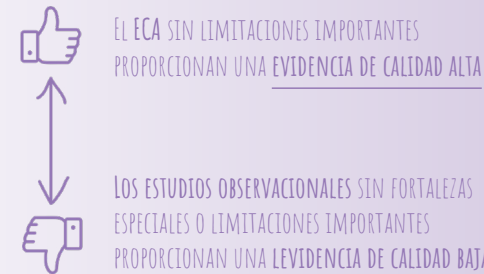 El ECA sin limitaciones importantes
proporcionan una evidencia de calidad alta
Los estudios observacionales sin fortalezas
especiales o limitaciones importantes
proporcionan una levidencia de calidad baja